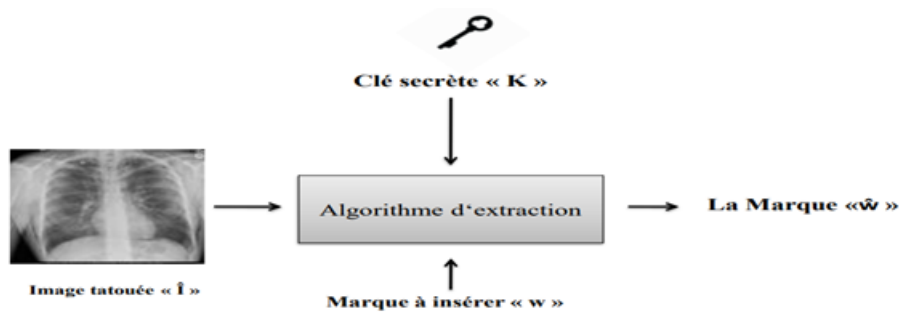 Clé secrète « K »
Algorithme d‘extraction
La Marque «ŵ »
Image tatouée « Î »
Marque à insérer « w »